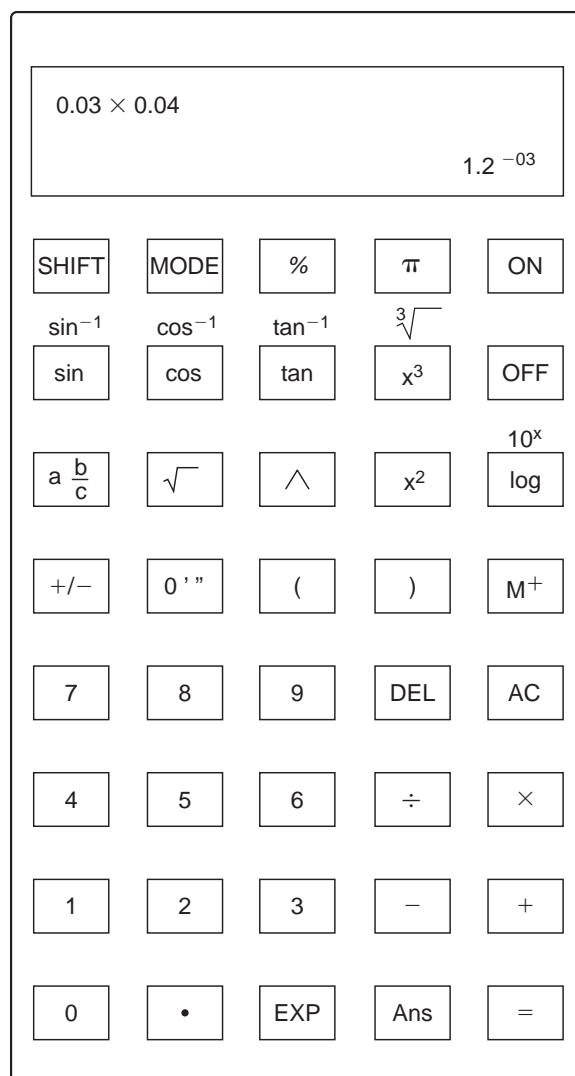 0.03 × 0.04
1.2 ⁻⁰³
SHIFT MODE % π ON
sin⁻¹ cos⁻¹ tan⁻¹ ³√
sin cos tan x³ OFF
10ˣ
a b/c √ ∧ x² log
+/− 0 ’ ” ( ) M⁺
7 8 9 DEL AC
4 5 6 ÷ ×
1 2 3 − +
0 • EXP Ans =